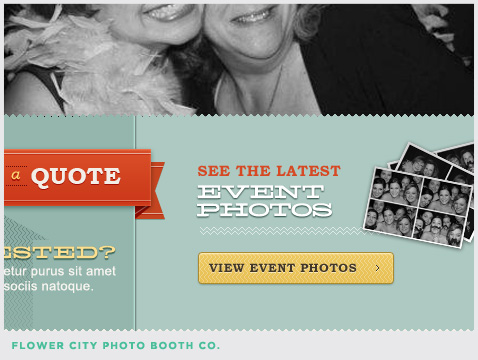 a QUOTE
ESTED?
etur purus sit amet
sociis natoque.
SEE THE LATEST
EVENT
PHOTOS
VIEW EVENT PHOTOS
FLOWER CITY PHOTO BOOTH CO.